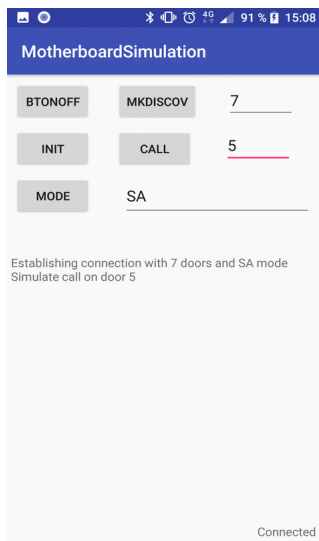 4G 91 % 15:08
MotherboardSimulation
BTONOFF MKDISCOV 7
INIT CALL 5
MODE SA
Establishing connection with 7 doors and SA mode
Simulate call on door 5
Connected